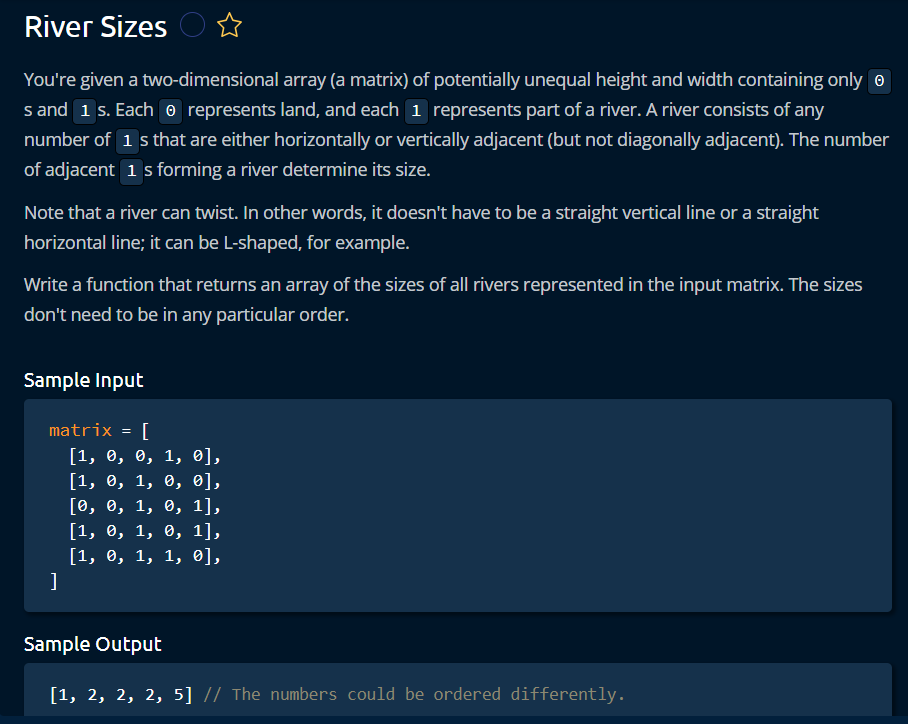 River Sizes
You're given a two-dimensional array (a matrix) of potentially unequal height and width containing only 0
s and 1 s. Each 0 represents land, and each 1 represents part of a river. A river consists of any
number of 1 s that are either horizontally or vertically adjacent (but not diagonally adjacent). The number
of adjacent 1 s forming a river determine its size.
Note that a river can twist. In other words, it doesn't have to be a straight vertical line or a straight
horizontal line; it can be L-shaped, for example.
Write a function that returns an array of the sizes of all rivers represented in the input matrix. The sizes
don't need to be in any particular order.
Sample Input
matrix = [
[1, 0, 0, 1, 0],
[1, 0, 1, 0, 0],
[0, 0, 1, 0, 1],
[1, 0, 1, 0, 1],
[1, 0, 1, 1, 0],
]
Sample Output
[1, 2, 2, 2, 5] // The numbers could be ordered differently.